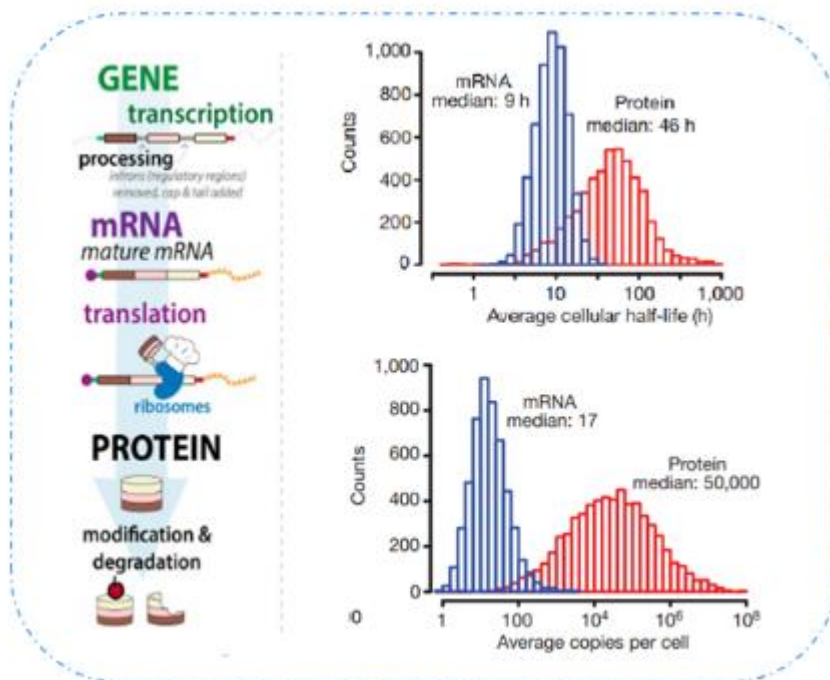 GENE
transcription
processing
introns (regulatory regions)
removed, cap & tail added
mRNA
mature mRNA
translation
ribosomes
PROTEIN
modification &
degradation
1,000
800
600
400
200
0
Counts
mRNA
median: 9 h
Protein
median: 46 h
1
10
100
1,000
Average cellular half-life (h)
1,000
800
600
400
200
0
Counts
mRNA
median: 17
Protein
median: 50,000
1
100
10⁴
10⁶
10⁸
Average copies per cell